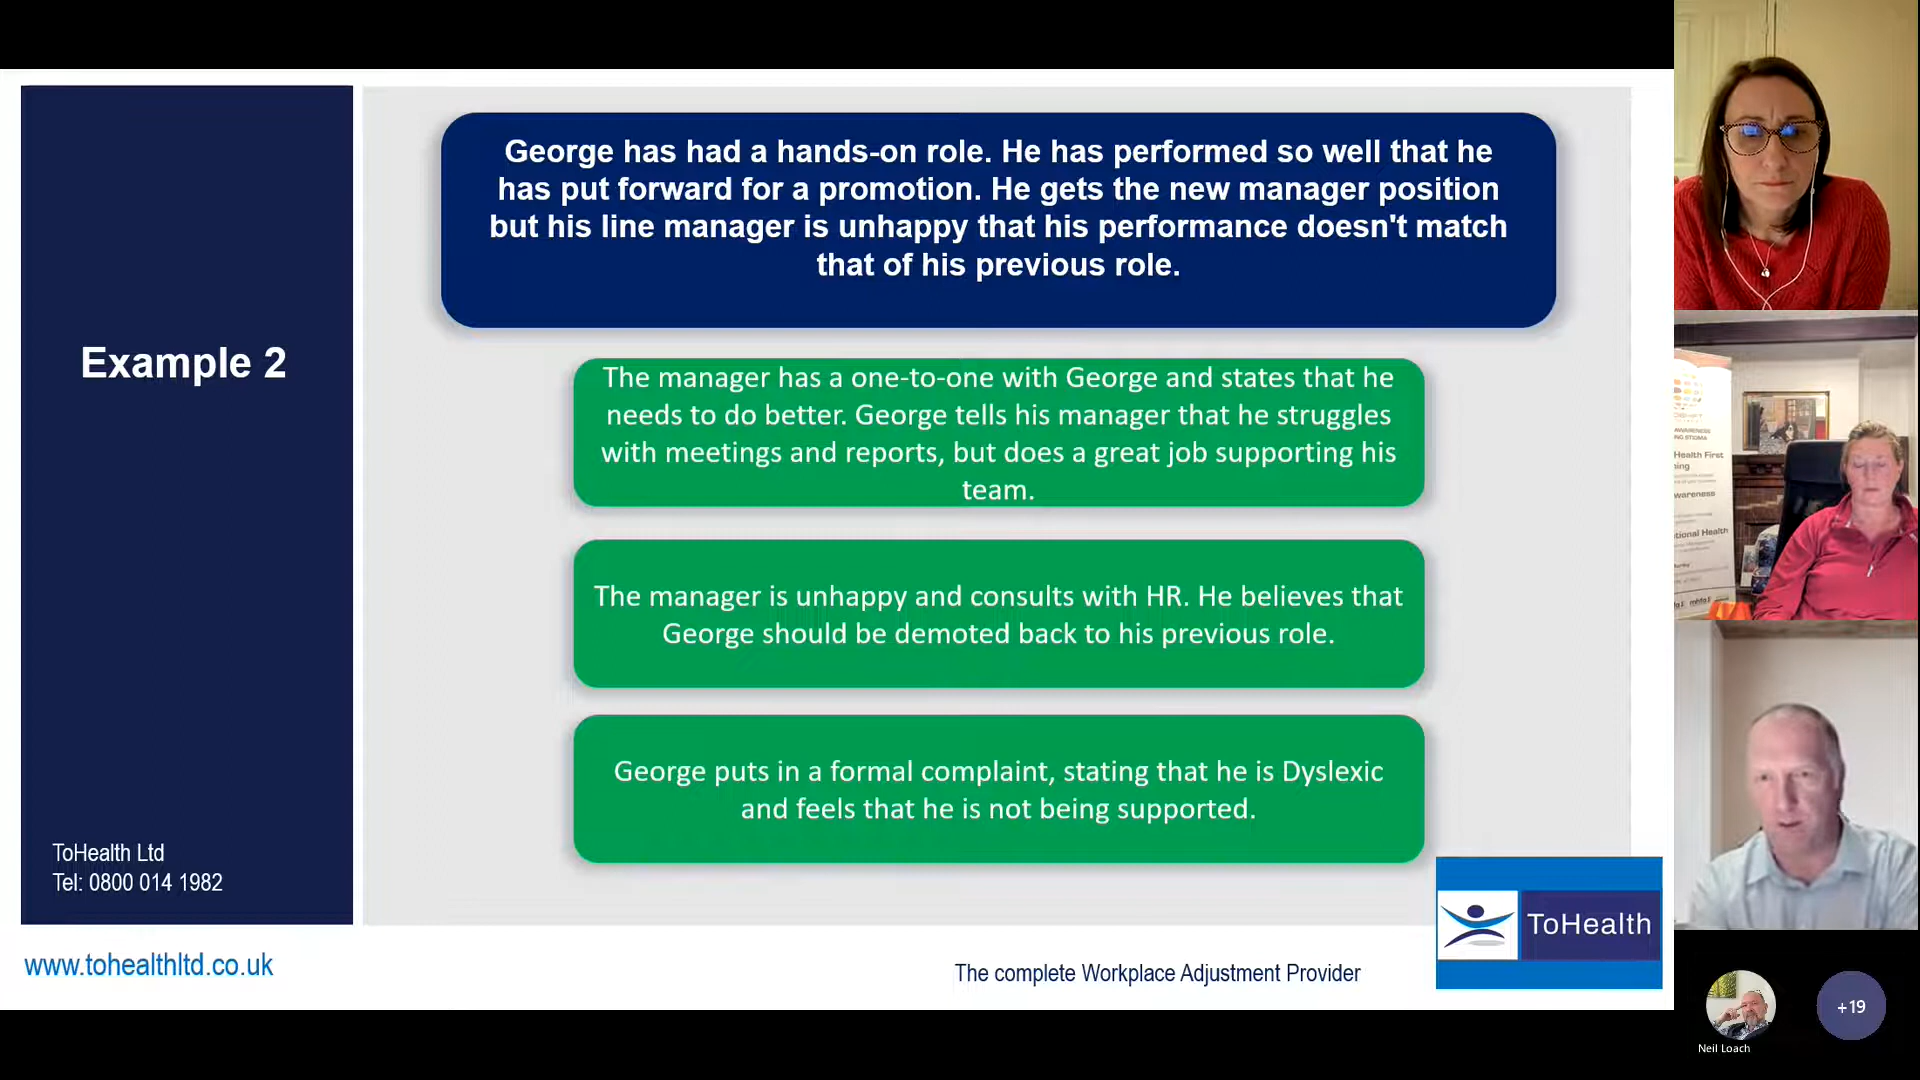 George has had a hands-on role. He has performed so well that he
has put forward for a promotion. He gets the new manager position
but his line manager is unhappy that his performance doesn't match
that of his previous role.
Example 2
The manager has a one-to-one with George and states that he
needs to do better. George tells his manager that he struggles
with meetings and reports, but does a great job supporting his
team.
The manager is unhappy and consults with HR. He believes that
George should be demoted back to his previous role.
George puts in a formal complaint, stating that he is Dyslexic
and feels that he is not being supported.
ToHealth Ltd
Tel: 0800 014 1982
ToHealth
www.tohealthltd.co.uk
The complete Workplace Adjustment Provider
AWARENESS
Health First
wareness
tional Health
+19
Neil Loach